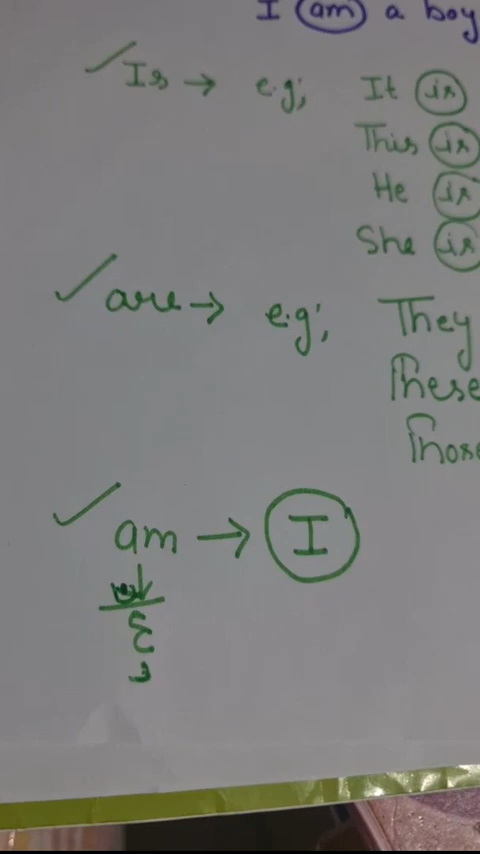 I am a boy
Is → e.g; It is
This is
He is
She is
are → e.g; They
These
Those
am → I